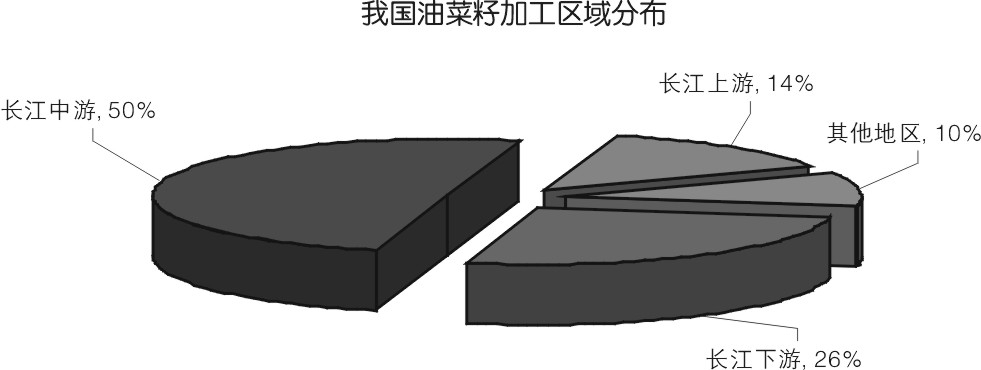 我国油菜籽加工区域分布
长江上游, 14%
长江中游, 50%
其他地区, 10%
长江下游, 26%